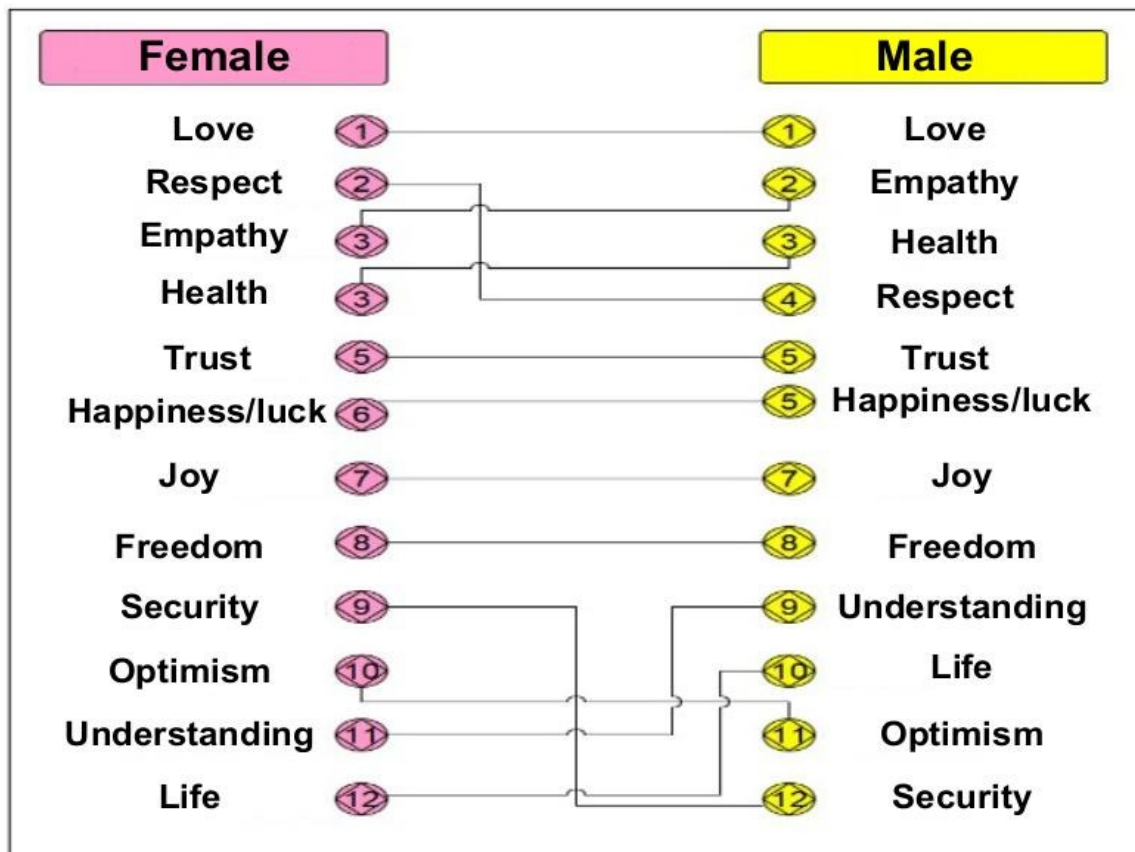 Female Male
Love 1 1 Love
Respect 2 2 Empathy
Empathy 3 3 Health
Health 3 4 Respect
Trust 5 5 Trust
Happiness/luck 6 5 Happiness/luck
Joy 7 7 Joy
Freedom 8 8 Freedom
Security 9 9 Understanding
Optimism 10 10 Life
Understanding 11 11 Optimism
Life 12 12 Security